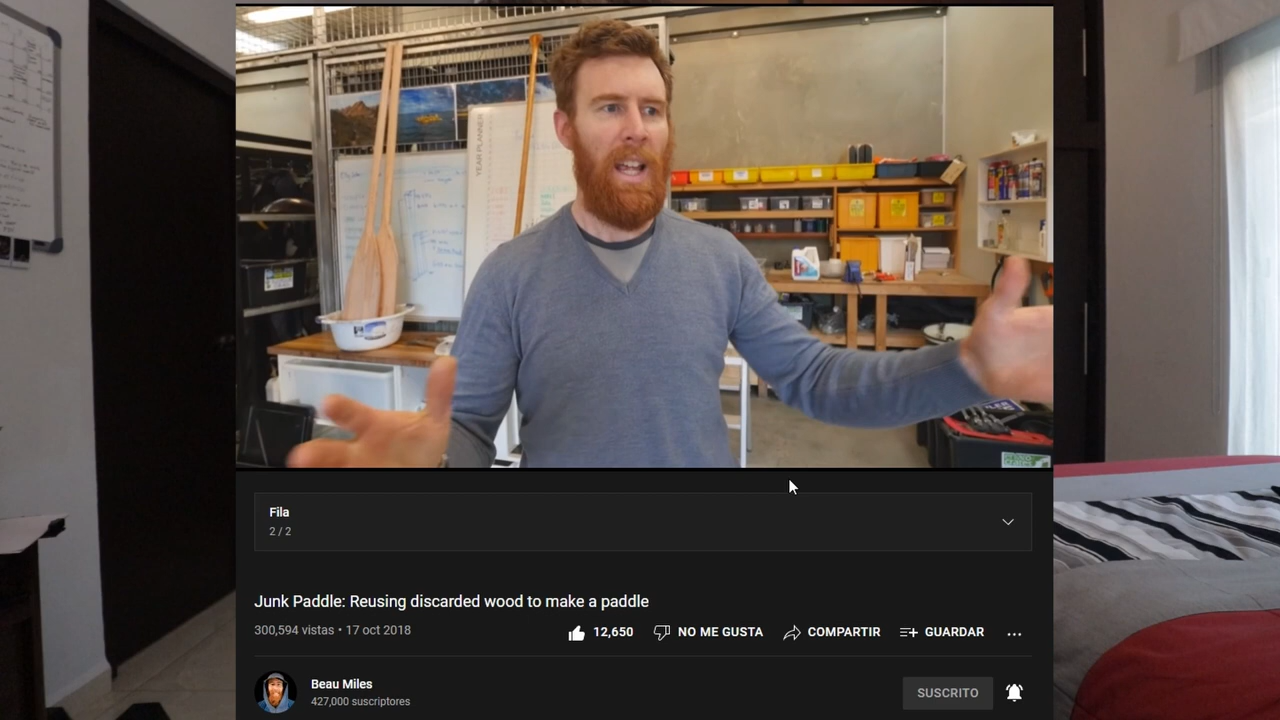 YEAR PLANNER
Fila
2 / 2
Junk Paddle: Reusing discarded wood to make a paddle
300,594 vistas • 17 oct 2018
12,650
NO ME GUSTA
COMPARTIR
GUARDAR
Beau Miles
427,000 suscriptores
SUSCRITO